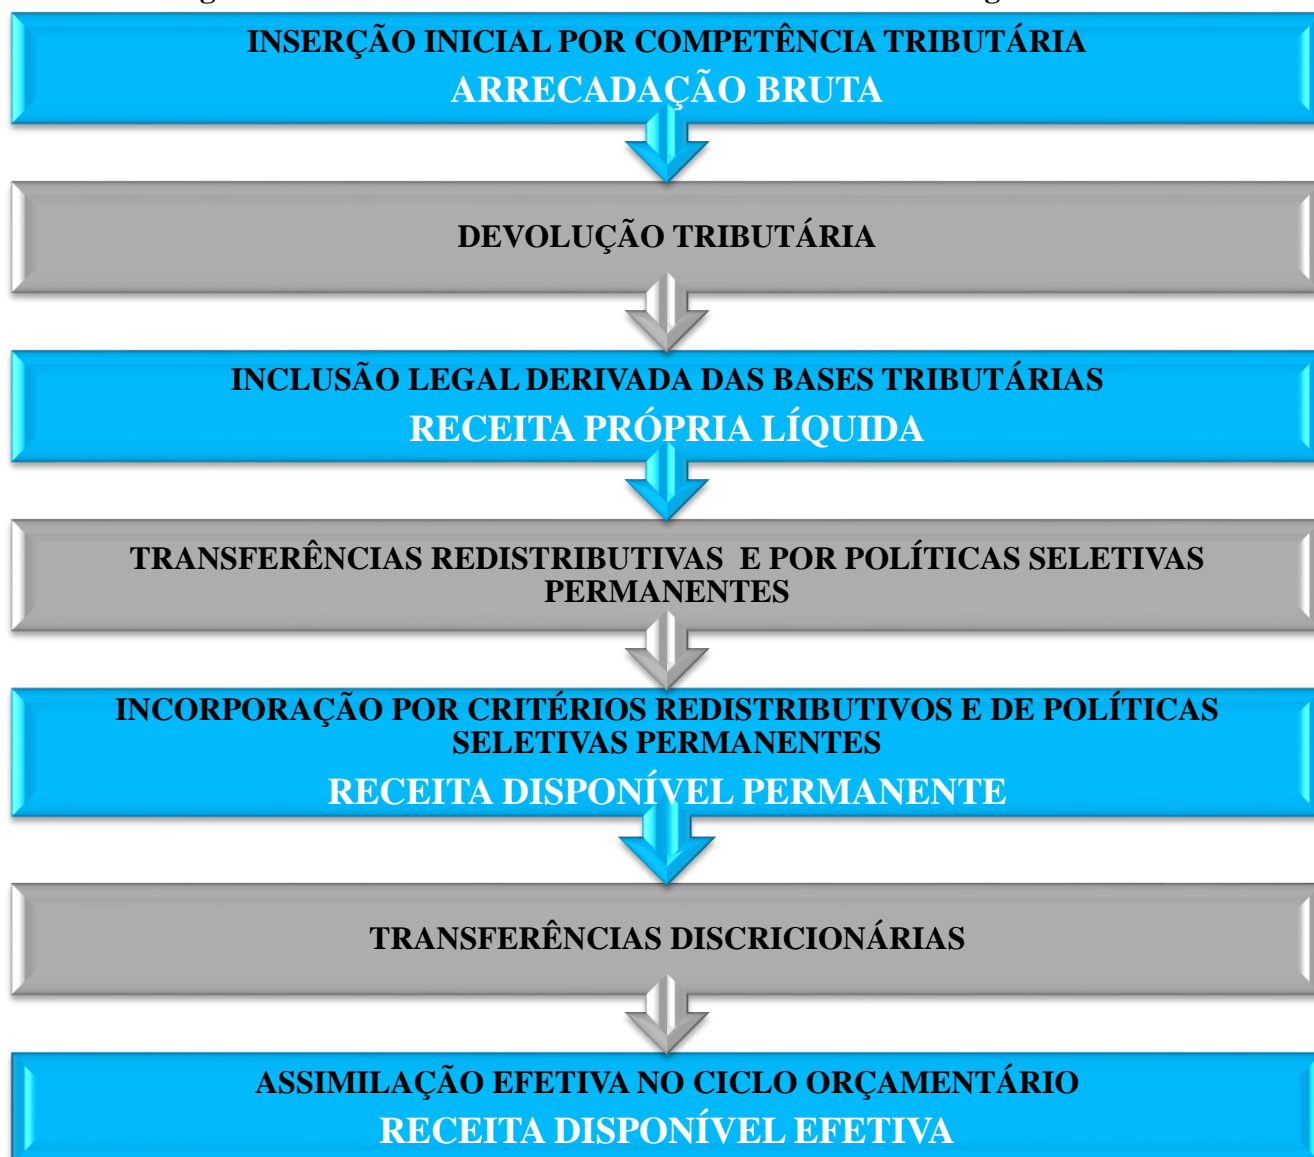 INSERÇÃO INICIAL POR COMPETÊNCIA TRIBUTÁRIA
ARRECADAÇÃO BRUTA
DEVOLUÇÃO TRIBUTÁRIA
INCLUSÃO LEGAL DERIVADA DAS BASES TRIBUTÁRIAS
RECEITA PRÓPRIA LÍQUIDA
TRANSFERÊNCIAS REDISTRIBUTIVAS E POR POLÍTICAS SELETIVAS
PERMANENTES
INCORPORAÇÃO POR CRITÉRIOS REDISTRIBUTIVOS E DE POLÍTICAS
SELETIVAS PERMANENTES
RECEITA DISPONÍVEL PERMANENTE
TRANSFERÊNCIAS DISCRICIONÁRIAS
ASSIMILAÇÃO EFETIVA NO CICLO ORÇAMENTÁRIO
RECEITA DISPONÍVEL EFETIVA